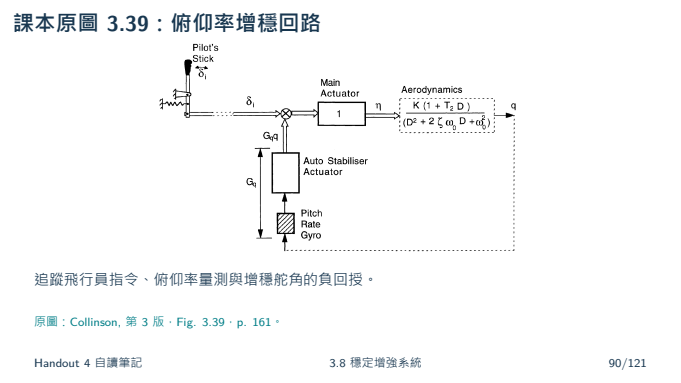 課本原圖 3.39：俯仰率增穩回路
Pilot's
Stick
δi
δi
Main
Actuator
1
η
Aerodynamics
K (1 + T₂ D )
(D² + 2 ζ ω₀ D + ω₀²)
q
Gqq
Gq
Auto Stabiliser
Actuator
Pitch
Rate
Gyro
追蹤飛行員指令、俯仰率量測與增穩舵角的負回授。
原圖：Collinson, 第 3 版，Fig. 3.39，p. 161。
Handout 4 自讀筆記
3.8 穩定增強系統
90/121